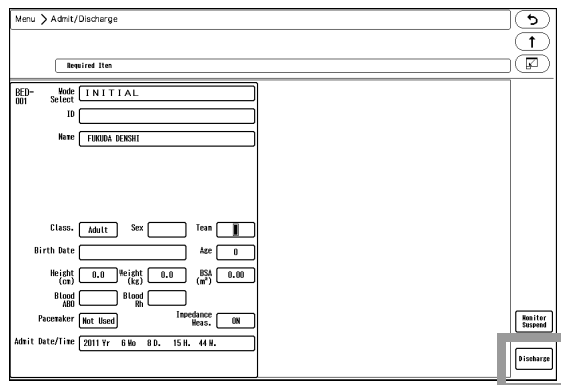 Menu > Admit/Discharge
Required Item
BED-001 Mode Select INITIAL
ID
Name FUKUDA DENSHI
Class. Adult Sex Team
Birth Date Age 0
Height (cm) 0.0 Weight (kg) 0.0 BSA (m²) 0.00
Blood ABO Blood Rh
Pacemaker Not Used Impedance Meas. ON
Admit Date/Time 2011 Yr 6 Mo 8 D. 15 H. 44 M.
Monitor Suspend
Discharge